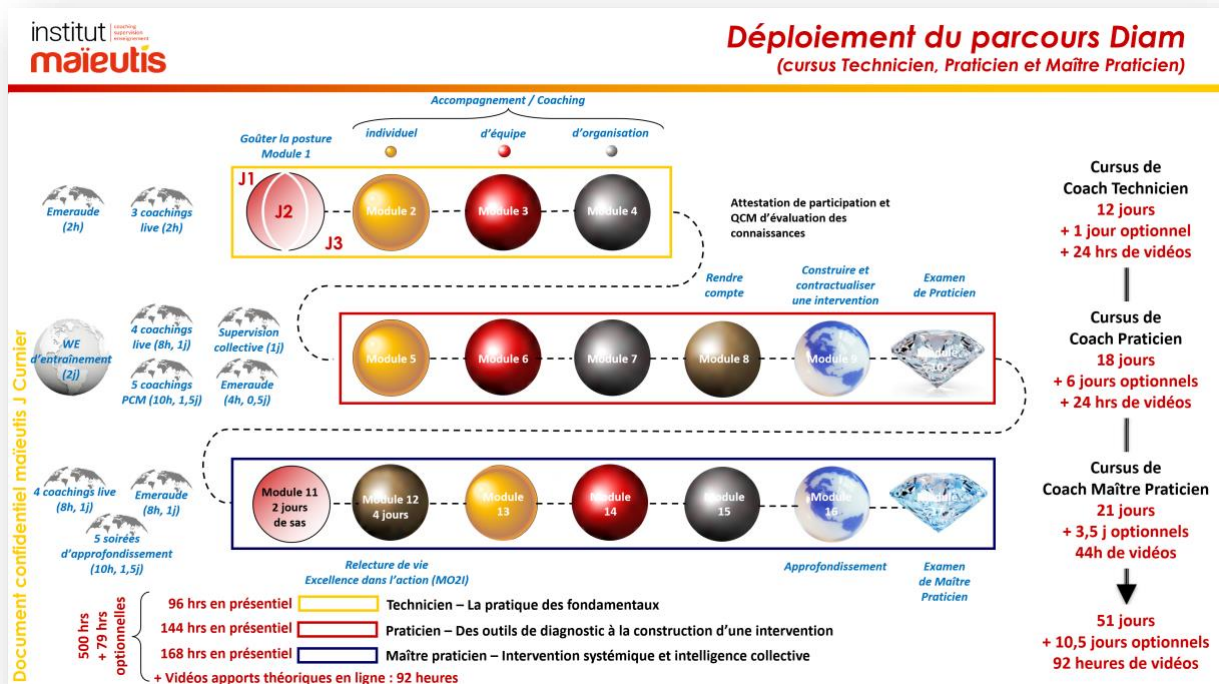 institut
coaching
supervision
enseignement
maïeutis
Déploiement du parcours Diam
(cursus Technicien, Praticien et Maître Praticien)
Accompagnement / Coaching
Goûter la posture
Module 1
individuel
d'équipe
d'organisation
Emeraude
(2h)
3 coachings
live (2h)
J1
J2
J3
Module 2
Module 3
Module 4
Attestation de participation et
QCM d'évaluation des
connaissances
Cursus de
Coach Technicien
12 jours
+ 1 jour optionnel
+ 24 hrs de vidéos
Rendre
compte
Construire et
contractualiser
une intervention
Examen
de Praticien
WE
d'entraînement
(2j)
4 coachings
live (8h, 1j)
Supervision
collective (1j)
5 coachings
PCM (10h, 1,5j)
Emeraude
(4h, 0,5j)
Module 5
Module 6
Module 7
Module 8
Module 9
Module
Cursus de
Coach Praticien
18 jours
+ 6 jours optionnels
+ 24 hrs de vidéos
4 coachings live
(8h, 1j)
Emeraude
(8h, 1j)
5 soirées
d'approfondissement
(10h, 1,5j)
Module 11
2 jours
de sas
Module 12
4 jours
Module
13
Module
14
Module
15
Module
16
Module
Cursus de
Coach Maître Praticien
21 jours
+ 3,5 j optionnels
44h de vidéos
Relecture de vie
Excellence dans l'action (MO2I)
Approfondissement
Examen
de Maître
Praticien
500 hrs
+ 79 hrs
optionnelles
96 hrs en présentiel
Technicien – La pratique des fondamentaux
144 hrs en présentiel
Praticien – Des outils de diagnostic à la construction d'une intervention
168 hrs en présentiel
Maître praticien – Intervention systémique et intelligence collective
+ Vidéos apports théoriques en ligne : 92 heures
51 jours
+ 10,5 jours optionnels
92 heures de vidéos
Document confidentiel maïeutis J Curnier